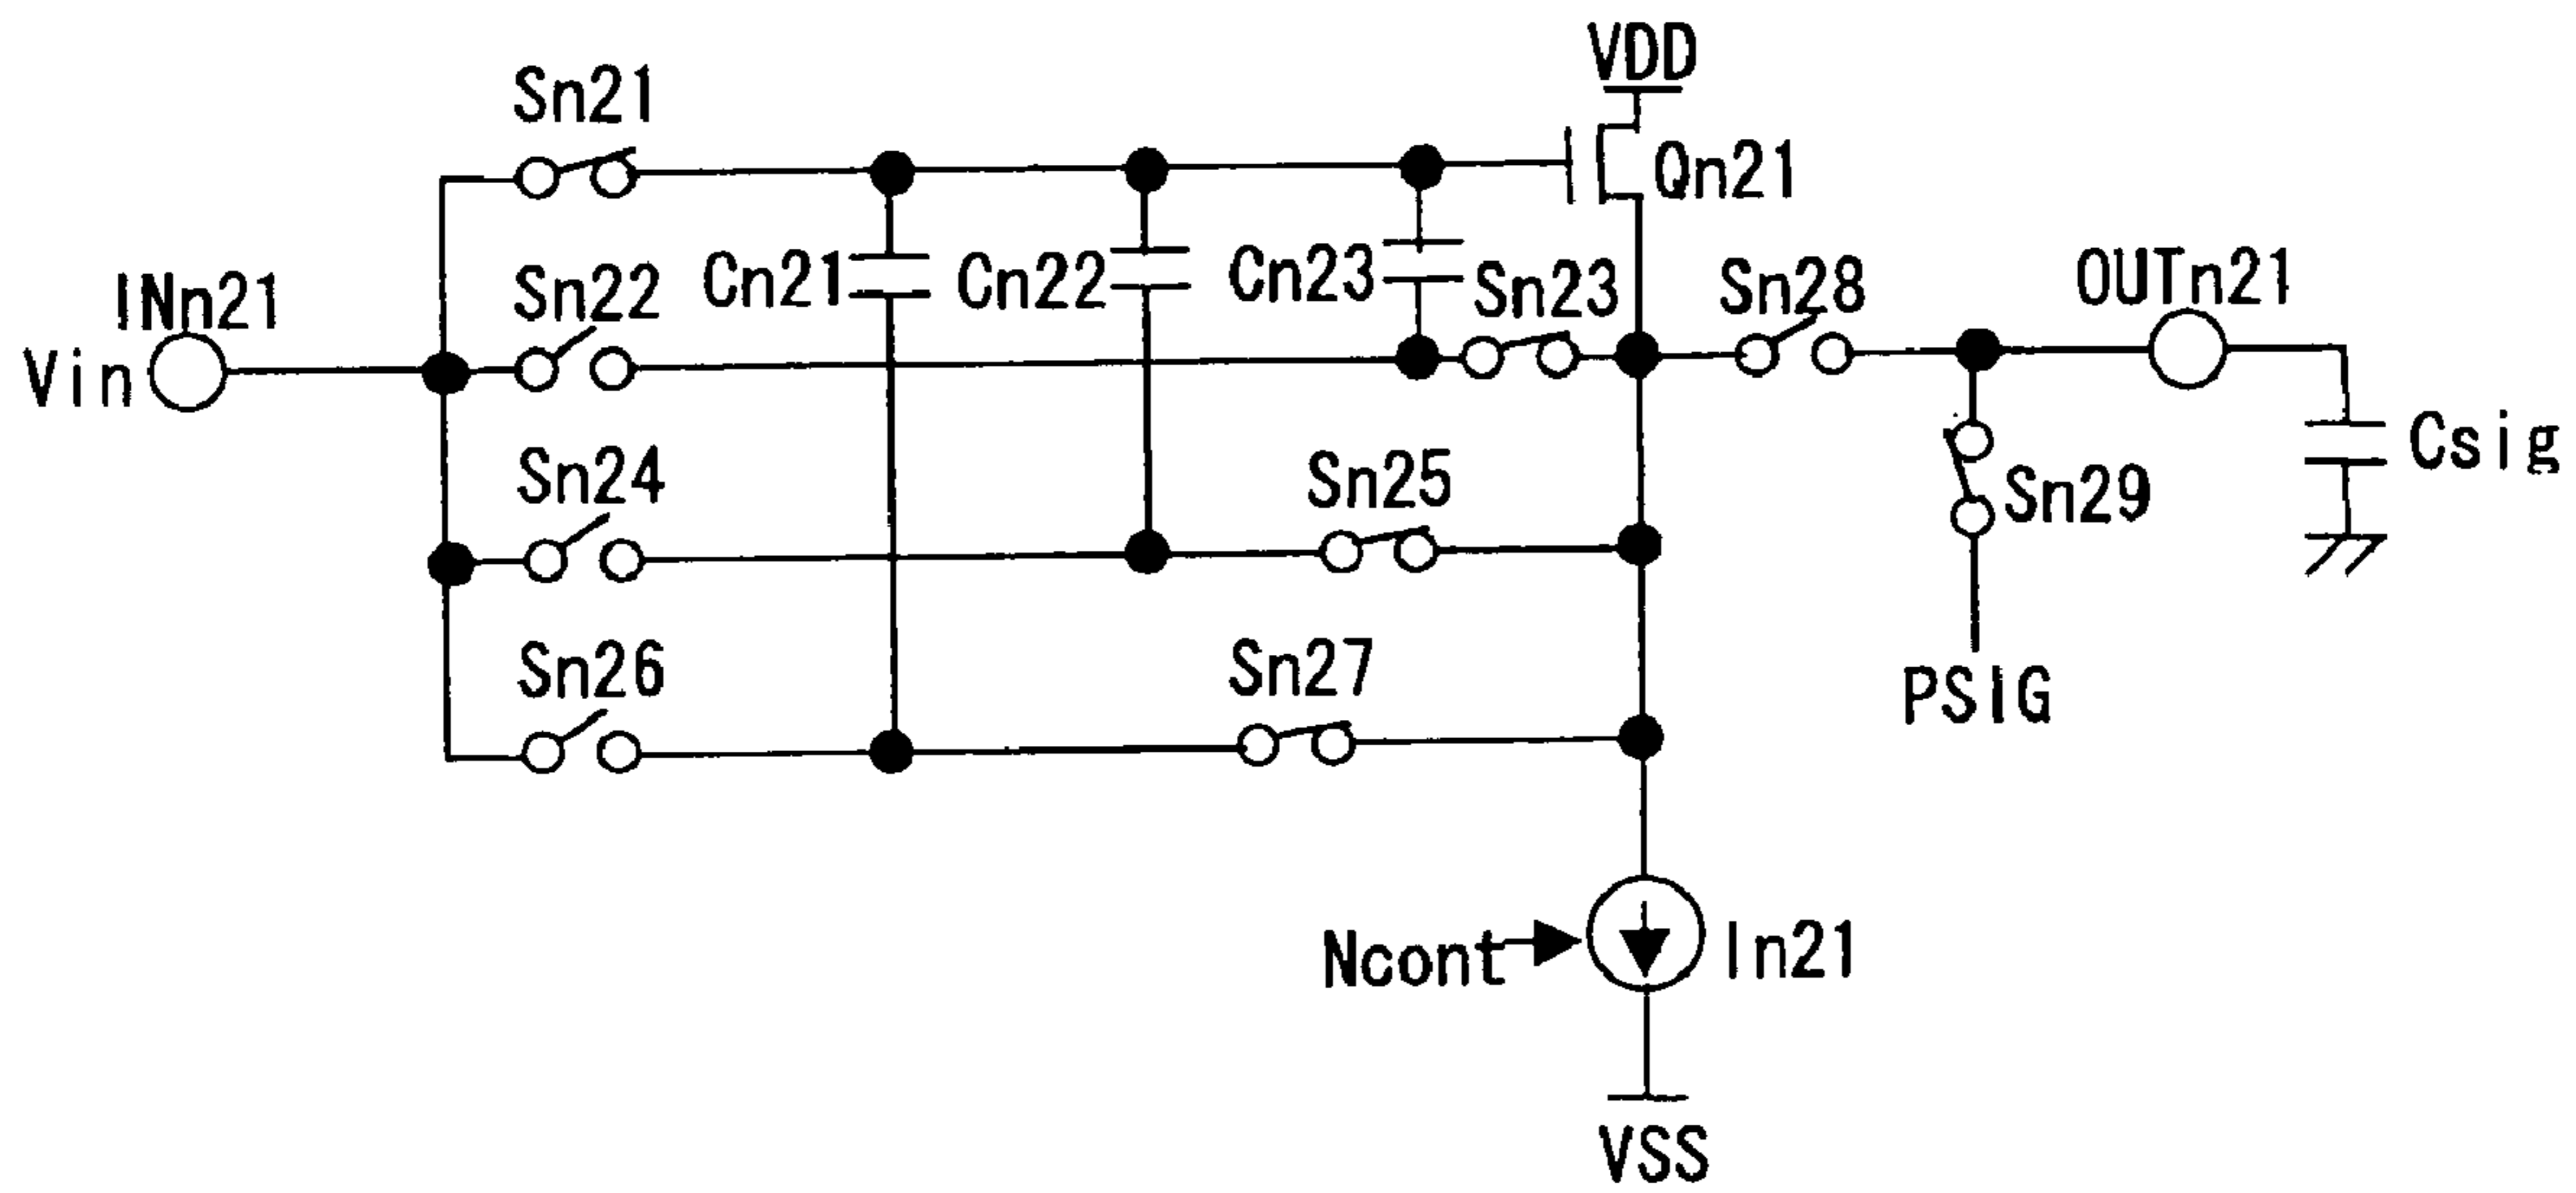 VDD
Sn21
Qn21
INn21
Vin
Sn22
Cn21
Cn22
Cn23
Sn23
Sn28
OUTn21
Csig
Sn24
Sn25
Sn29
Sn26
Sn27
PSIG
Ncont
In21
VSS